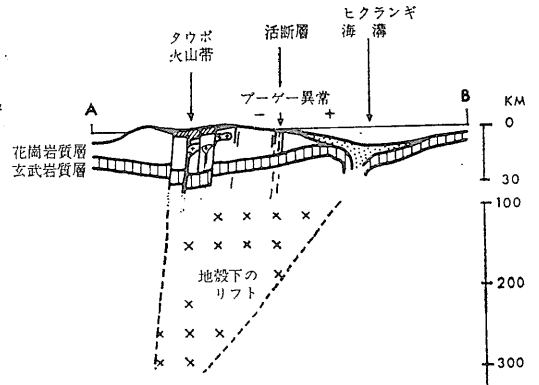 ヒクランギ
海 溝
活断層
タウポ
火山帯
ブーゲー異常
− +
A
B
KM
0
花崗岩質層
玄武岩質層
30
100
地殻下の
リフト
200
300